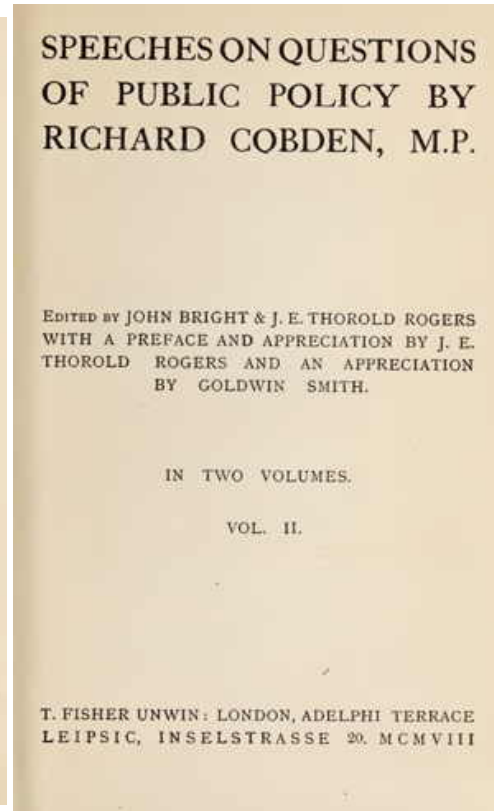 SPEECHES ON QUESTIONS
OF PUBLIC POLICY BY
RICHARD COBDEN, M.P.
EDITED BY JOHN BRIGHT & J. E. THOROLD ROGERS
WITH A PREFACE AND APPRECIATION BY J. E.
THOROLD ROGERS AND AN APPRECIATION
BY GOLDWIN SMITH.
IN TWO VOLUMES.
VOL. II.
T. FISHER UNWIN: LONDON, ADELPHI TERRACE
LEIPSIC, INSELSTRASSE 20. MCMVIII